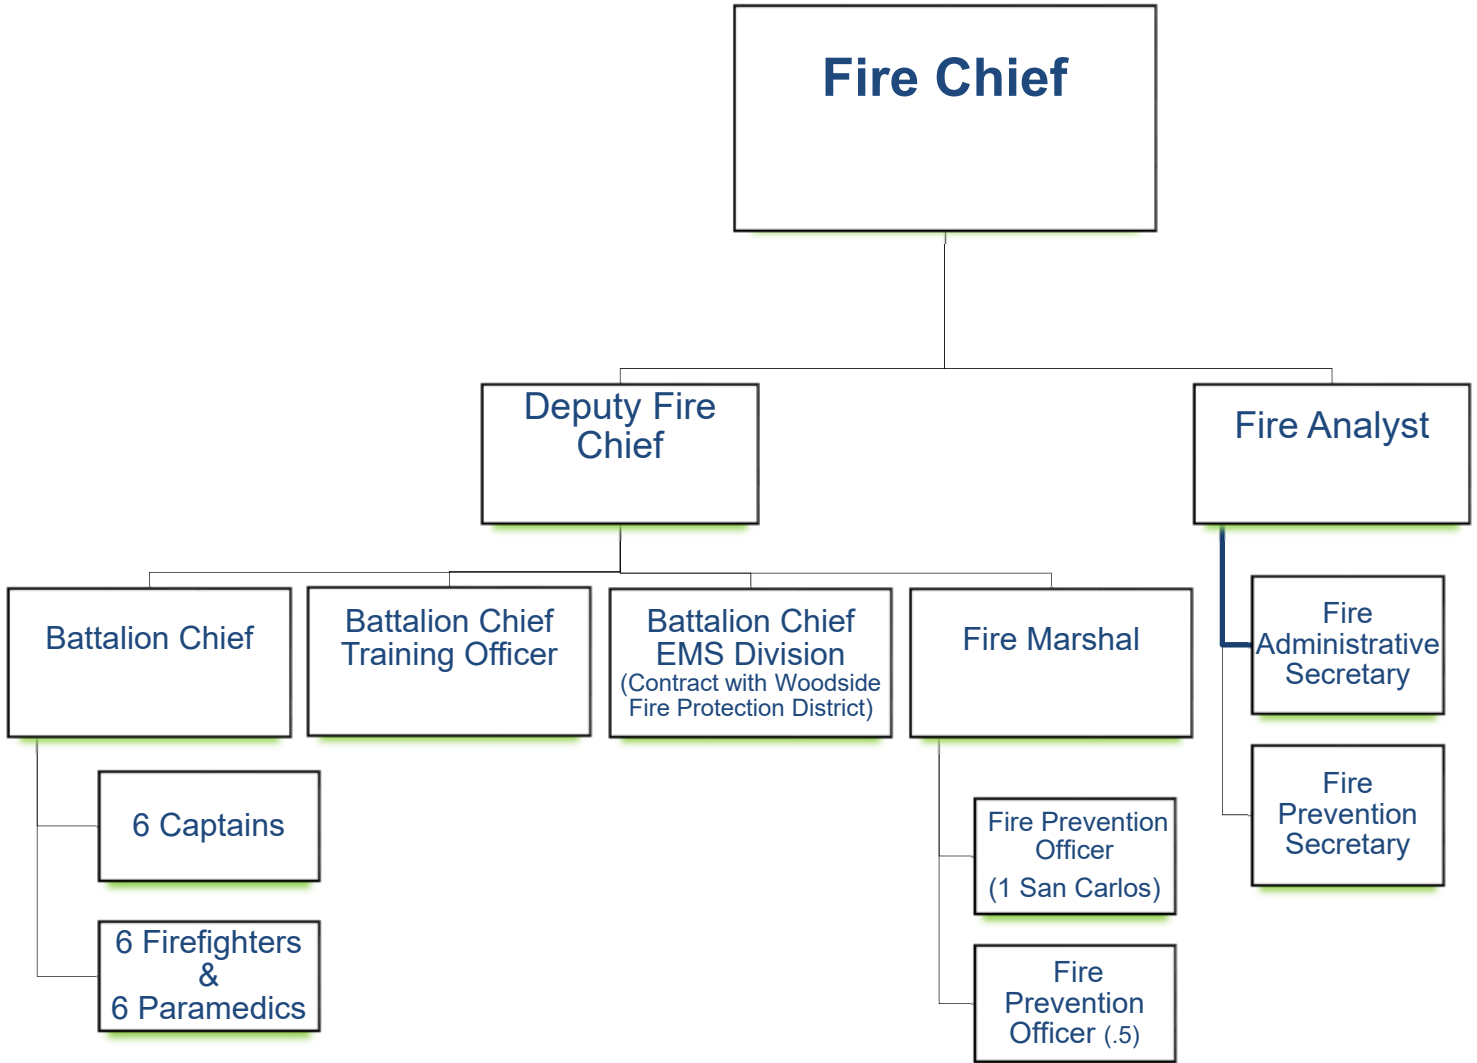 Fire Chief
Deputy Fire
Chief
Fire Analyst
Battalion Chief
Battalion Chief
Training Officer
Battalion Chief
EMS Division
(Contract with Woodside
Fire Protection District)
Fire Marshal
Fire
Administrative
Secretary
Fire
Prevention
Secretary
6 Captains
6 Firefighters
&
6 Paramedics
Fire Prevention
Officer
(1 San Carlos)
Fire
Prevention
Officer (.5)